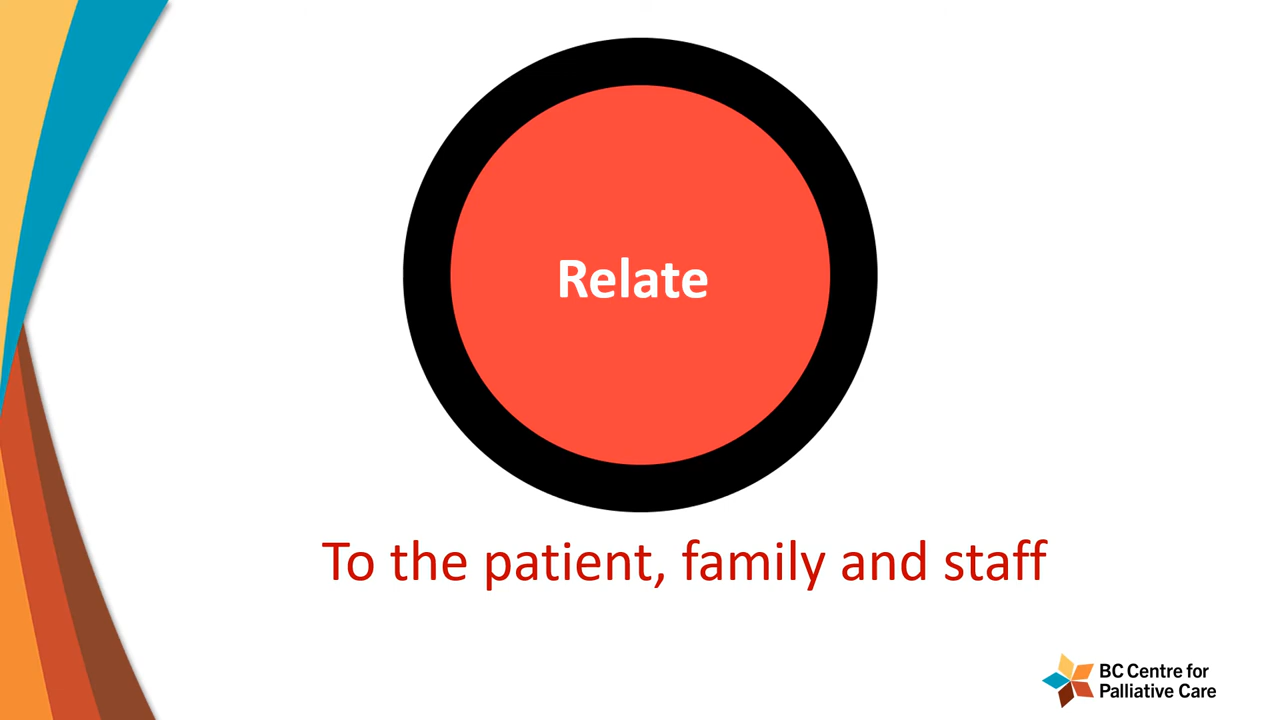 Relate
To the patient, family and staff
BC Centre for
Palliative Care